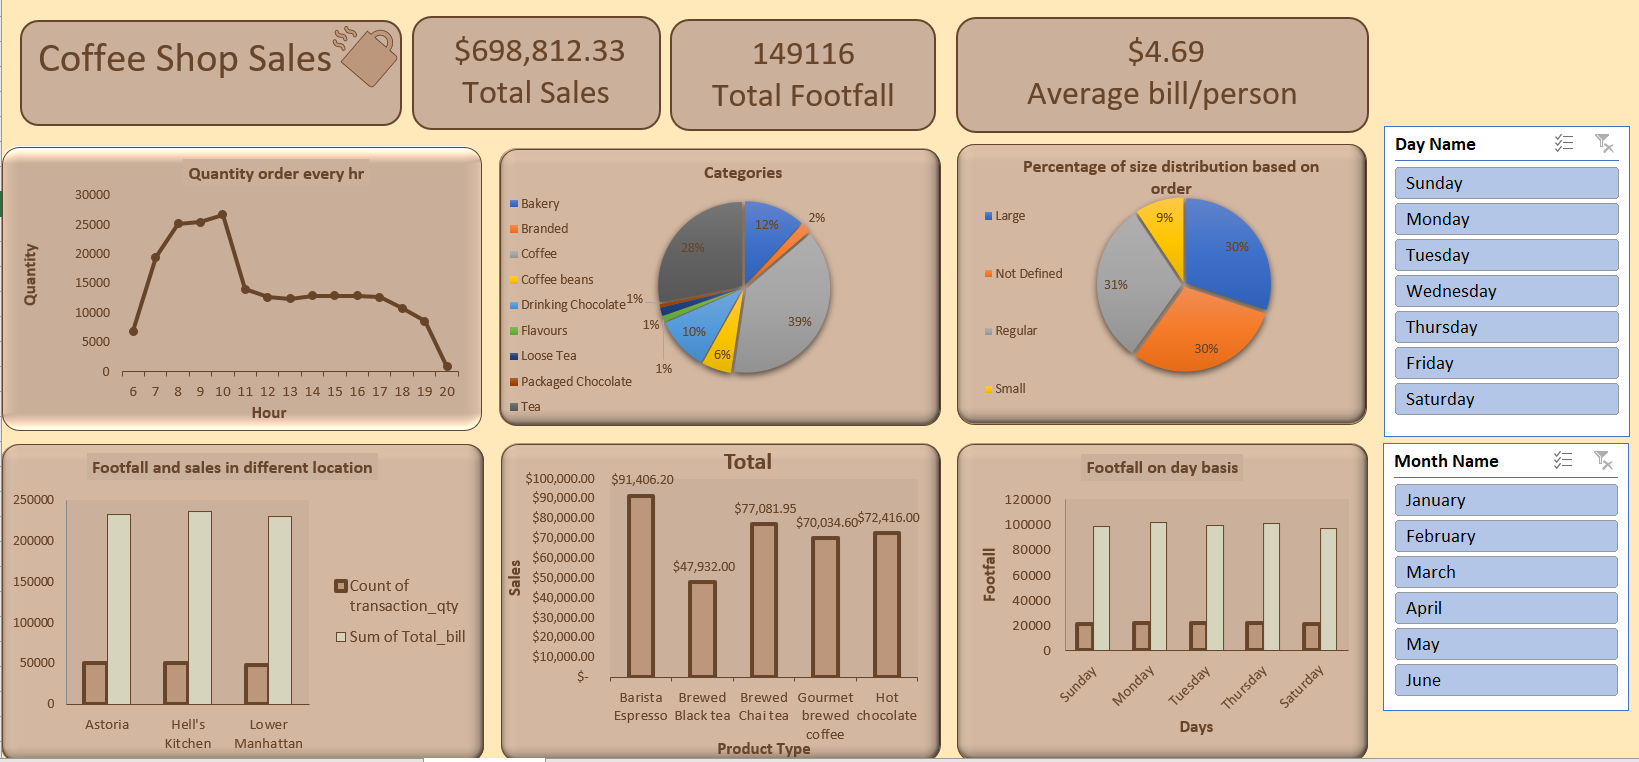 Coffee Shop Sales
$698,812.33
Total Sales
149116
Total Footfall
$4.69
Average bill/person
Quantity order every hr
30000
25000
20000
15000
10000
5000
0
Quantity
6 7 8 9 10 11 12 13 14 15 16 17 18 19 20
Hour
Categories
Bakery
Branded
Coffee
Coffee beans
Drinking Chocolate
Flavours
Loose Tea
Packaged Chocolate
Tea
12%
2%
39%
6%
10%
1%
1%
1%
28%
Percentage of size distribution based on
order
Large
Not Defined
Regular
Small
30%
30%
31%
9%
Day Name
Sunday
Monday
Tuesday
Wednesday
Thursday
Friday
Saturday
Footfall and sales in different location
250000
200000
150000
100000
50000
0
Astoria
Hell's
Kitchen
Lower
Manhattan
Count of
transaction_qty
Sum of Total_bill
Total
$100,000.00
$90,000.00
$80,000.00
$70,000.00
$60,000.00
$50,000.00
$40,000.00
$30,000.00
$20,000.00
$10,000.00
$-
Sales
$91,406.20
$47,932.00
$77,081.95
$70,034.60
$72,416.00
Barista
Espresso
Brewed
Black tea
Brewed
Chai tea
Gourmet
brewed
coffee
Hot
chocolate
Product Type
Footfall on day basis
120000
100000
80000
60000
40000
20000
0
Footfall
Sunday
Monday
Tuesday
Thursday
Saturday
Days
Month Name
January
February
March
April
May
June